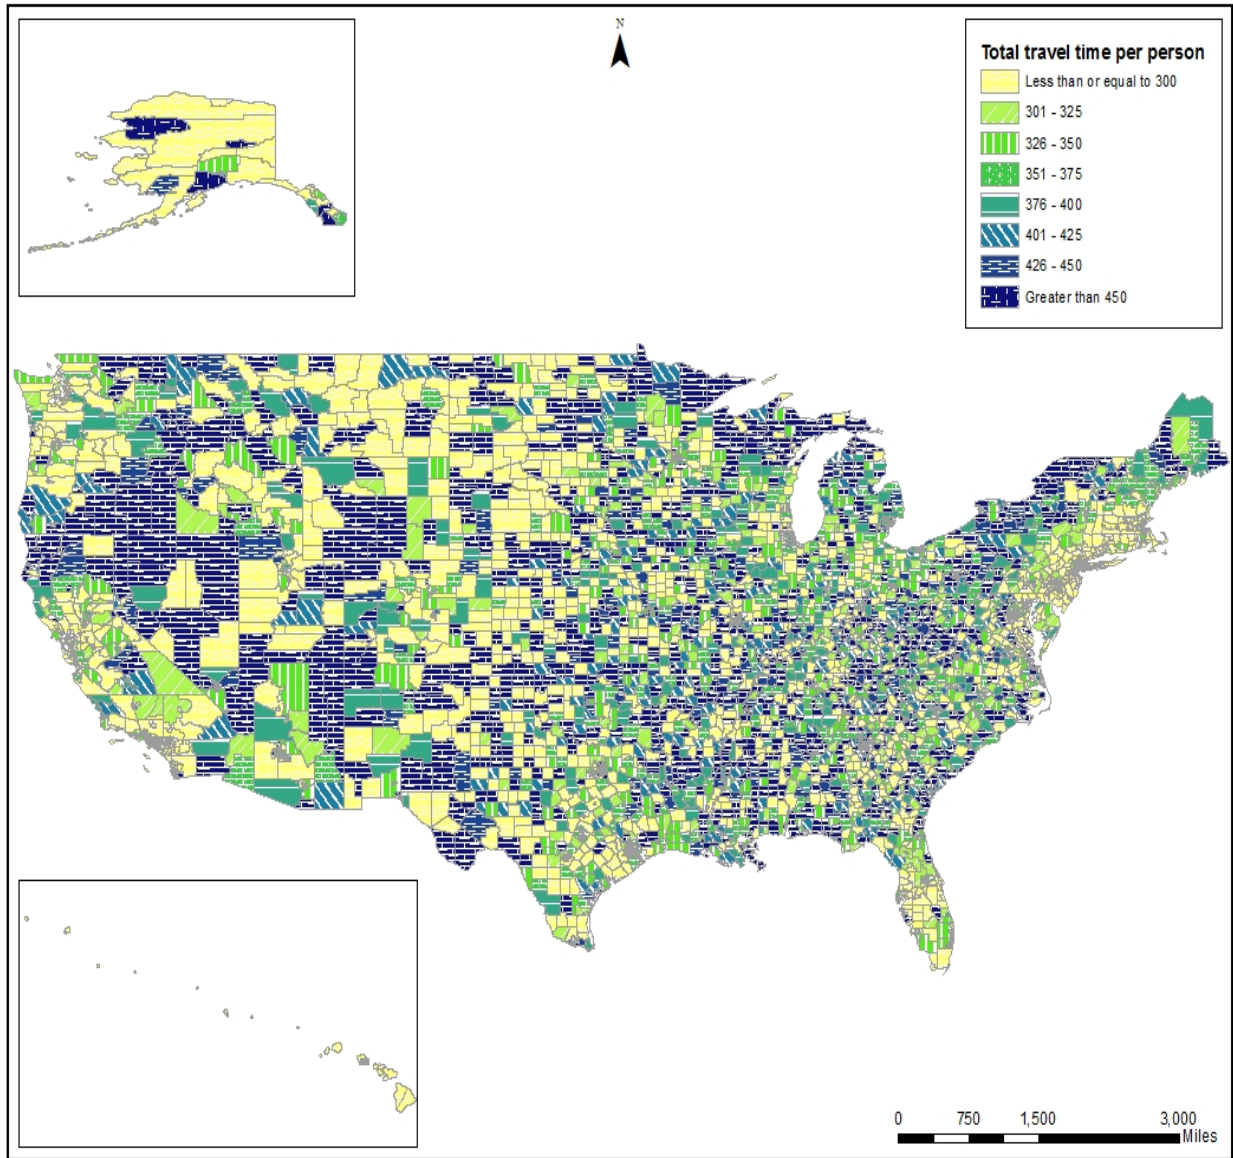 N
Total travel time per person
Less than or equal to 300
301 - 325
326 - 350
351 - 375
376 - 400
401 - 425
426 - 450
Greater than 450
0 750 1,500 3,000
Miles